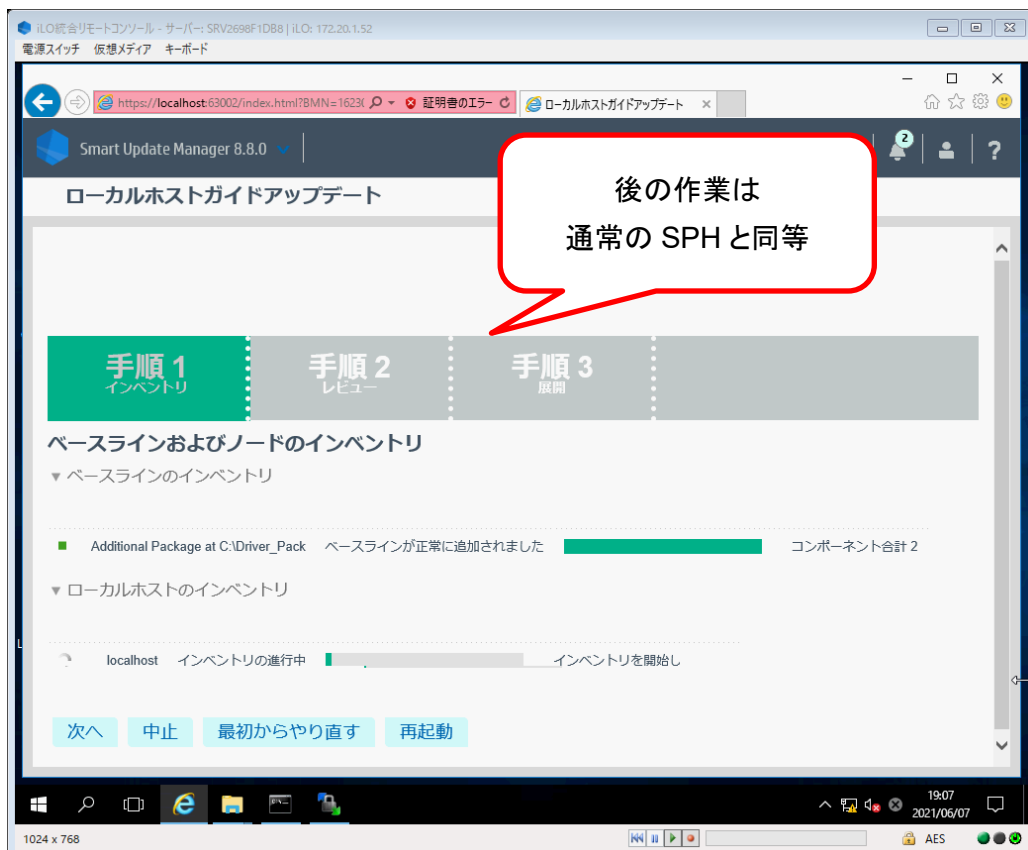 iLO統合リモートコンソール - サーバー: SRV2698F1DB8 | iLO: 172.20.1.52
電源スイッチ 仮想メディア キーボード
https://localhost:63002/index.html?BMN=1623( 証明書のエラー ローカルホストガイドアップデート
Smart Update Manager 8.8.0
2
?
ローカルホストガイドアップデート
後の作業は
通常の SPH と同等
手順 1
インベントリ
手順 2
レビュー
手順 3
展開
ベースラインおよびノードのインベントリ
ベースラインのインベントリ
Additional Package at C:\Driver_Pack ベースラインが正常に追加されました コンポーネント合計 2
ローカルホストのインベントリ
L
localhost インベントリの進行中 インベントリを開始し
次へ 中止 最初からやり直す 再起動
19:07
2021/06/07
1024 x 768
AES